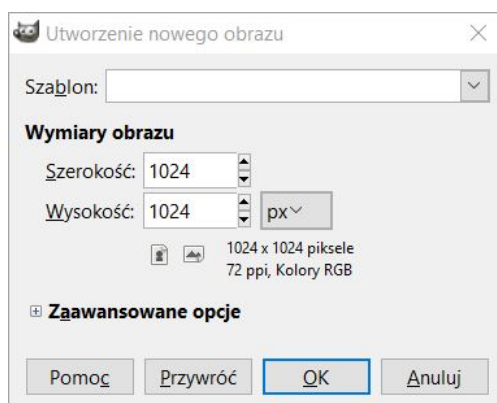 Utworzenie nowego obrazu
Szablon:
Wymiary obrazu
Szerokość: 1024
Wysokość: 1024 px
1024 x 1024 piksele
72 ppi, Kolory RGB
Zaawansowane opcje
Pomoc Przywróć OK Anuluj